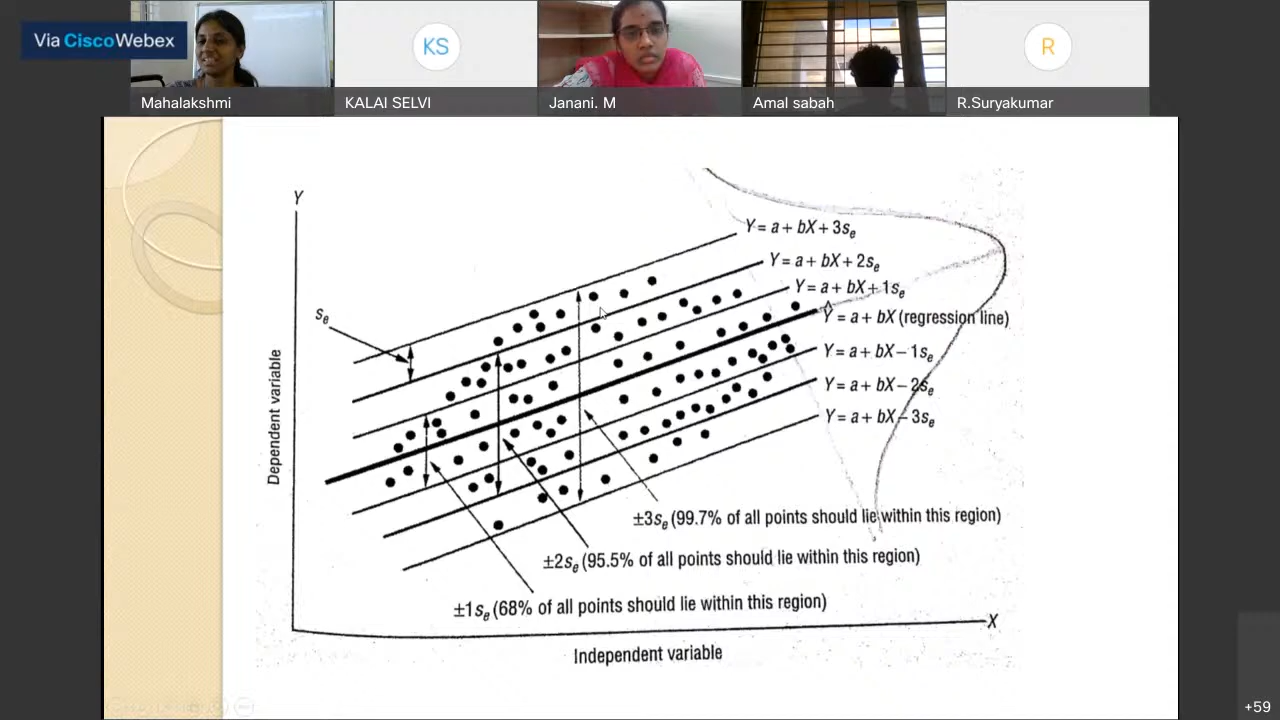 Via Cisco Webex
Mahalakshmi
KS
KALAI SELVI
Janani. M
Amal sabah
R
R.Suryakumar
Y
Y = a + bX + 3se
Y = a + bX + 2se
Y = a + bX + 1se
Ŷ = a + bX (regression line)
Y = a + bX – 1se
Y = a + bX – 2se
Y = a + bX – 3se
se
Dependent variable
±3se (99.7% of all points should lie within this region)
±2se (95.5% of all points should lie within this region)
±1se (68% of all points should lie within this region)
X
Independent variable
+59